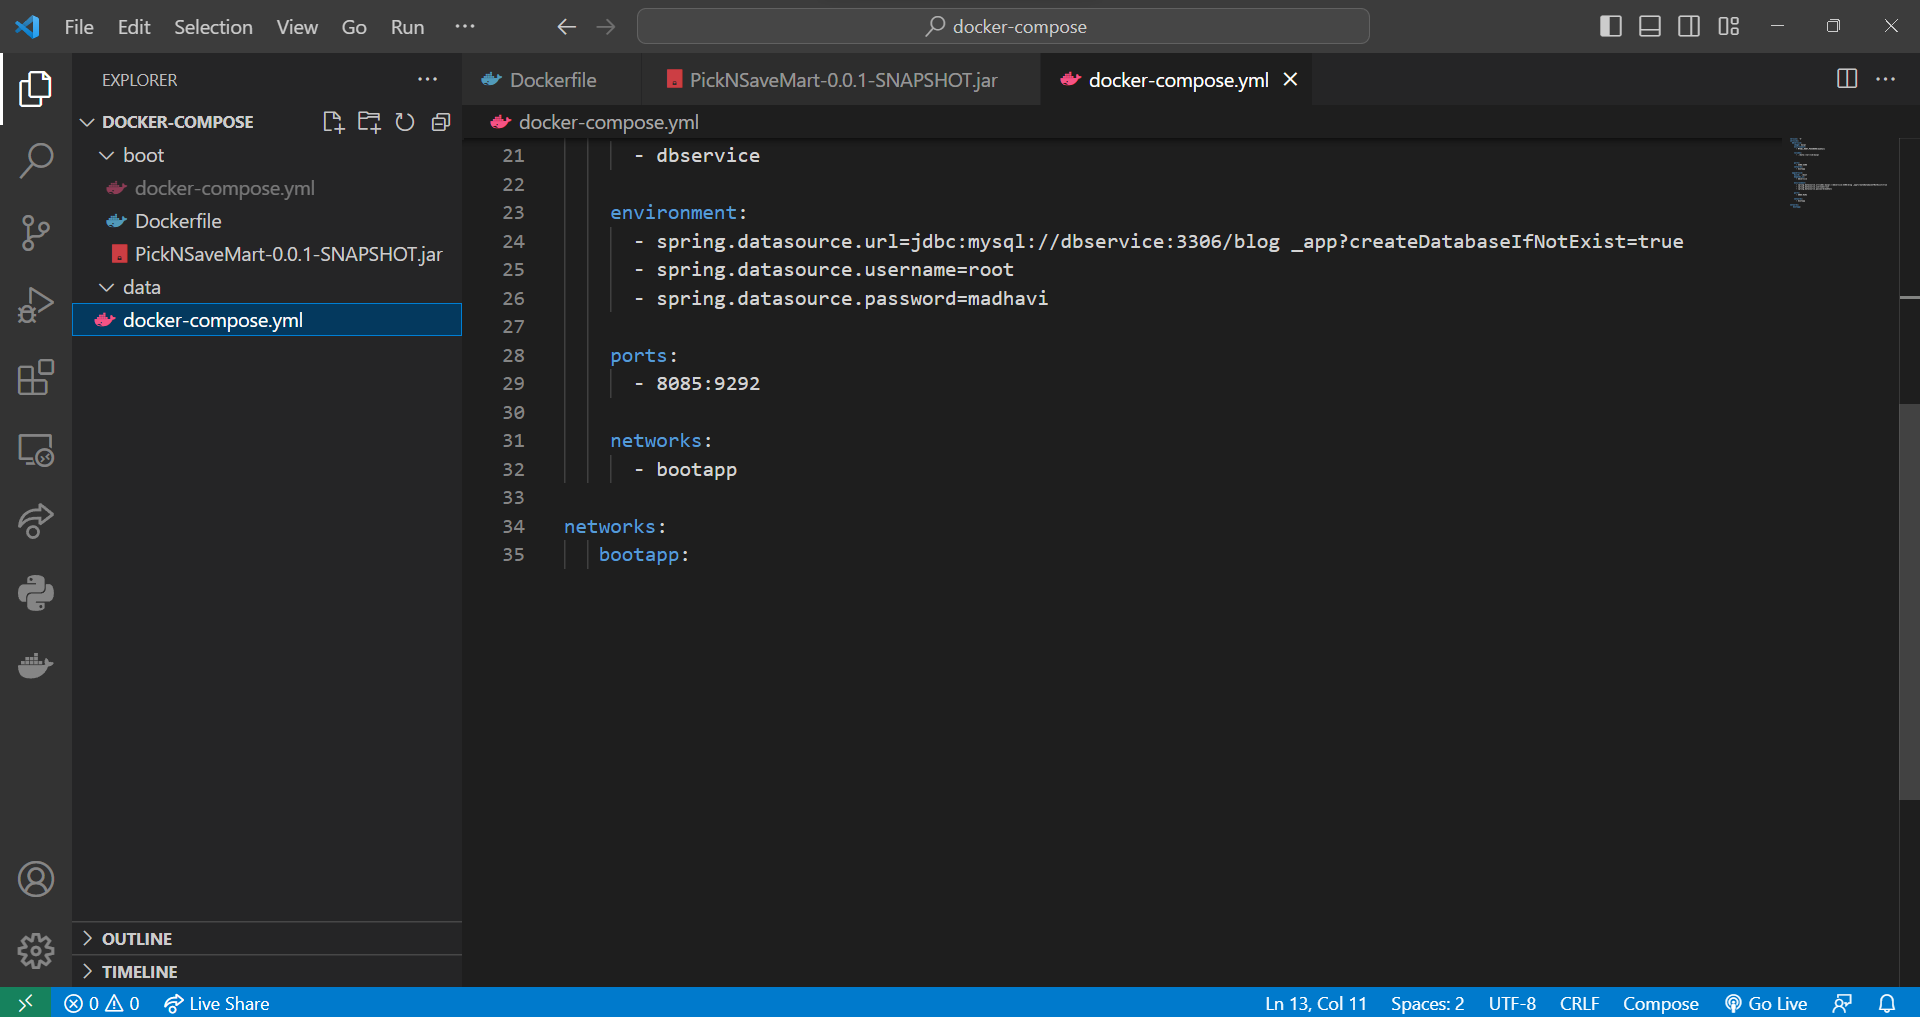 File Edit Selection View Go Run ··· docker-compose
EXPLORER ···
DOCKER-COMPOSE
boot
docker-compose.yml
Dockerfile
PickNSaveMart-0.0.1-SNAPSHOT.jar
data
docker-compose.yml
OUTLINE
TIMELINE
Dockerfile PickNSaveMart-0.0.1-SNAPSHOT.jar docker-compose.yml
docker-compose.yml
21 - dbservice
22
23 environment:
24 - spring.datasource.url=jdbc:mysql://dbservice:3306/blog _app?createDatabaseIfNotExist=true
25 - spring.datasource.username=root
26 - spring.datasource.password=madhavi
27
28 ports:
29 - 8085:9292
30
31 networks:
32 - bootapp
33
34 networks:
35 bootapp:
0 0 Live Share Ln 13, Col 11 Spaces: 2 UTF-8 CRLF Compose Go Live